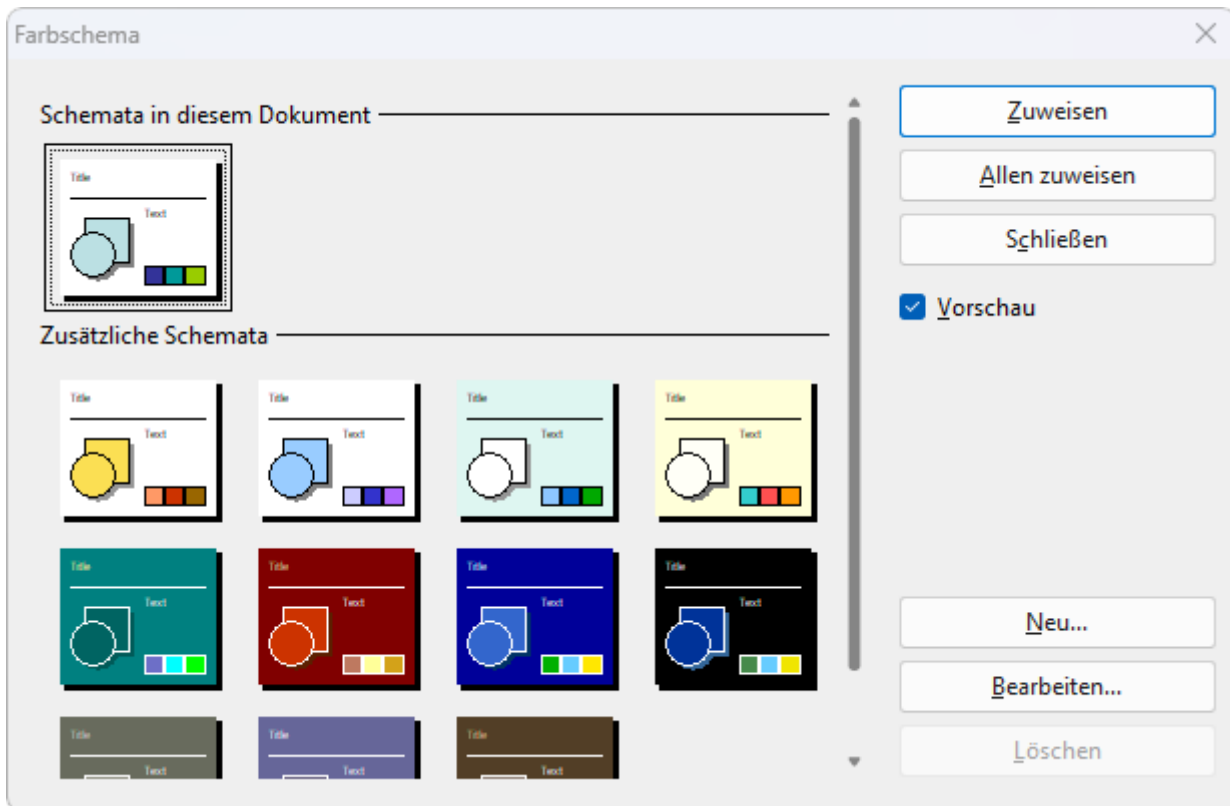 Farbschema
Schemata in diesem Dokument
Title
Text
Zusätzliche Schemata
Title
Text
Title
Text
Title
Text
Title
Text
Title
Text
Title
Text
Title
Text
Title
Text
Title
Text
Title
Text
Title
Text
Zuweisen
Allen zuweisen
Schließen
Vorschau
Neu...
Bearbeiten...
Löschen